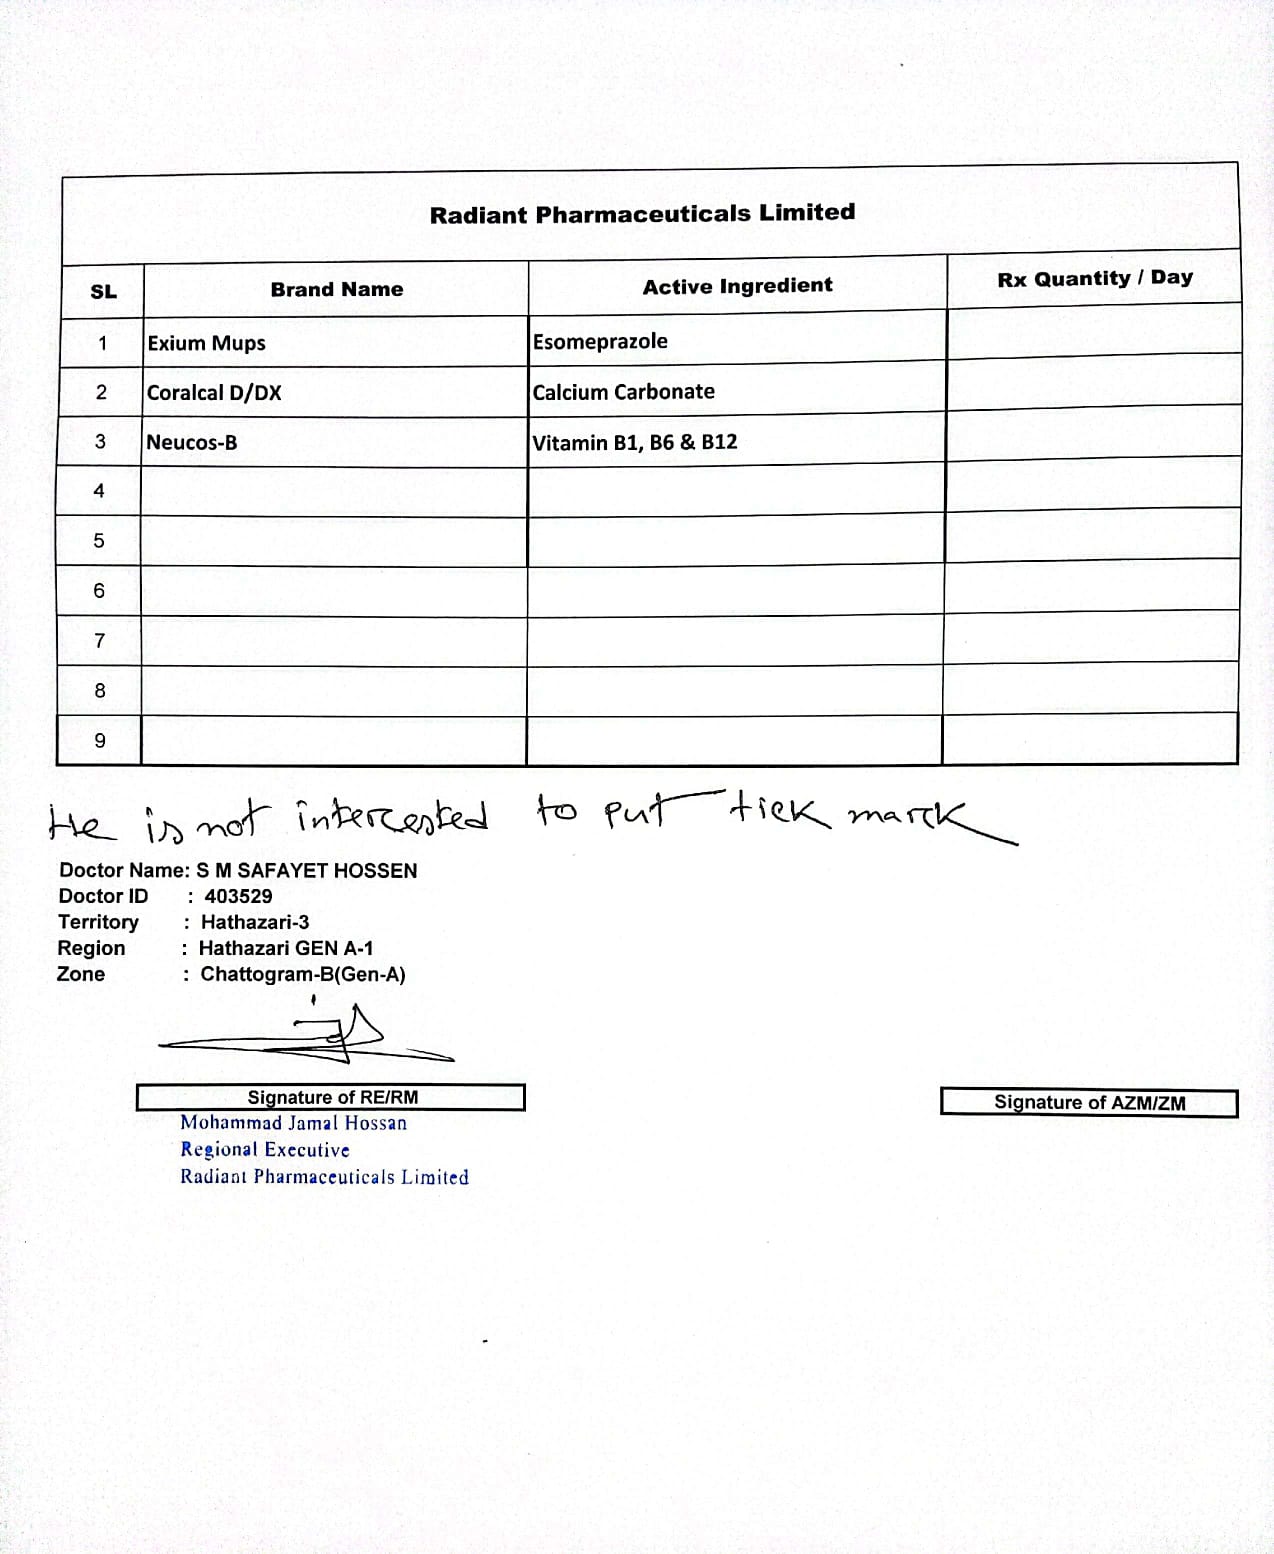 Radiant Pharmaceuticals Limited
SL Brand Name Active Ingredient Rx Quantity / Day
1 Exium Mups Esomeprazole
2 Coralcal D/DX Calcium Carbonate
3 Neucos-B Vitamin B1, B6 & B12
4
5
6
7
8
9
He is not intercested to put tick marck
Doctor Name: S M SAFAYET HOSSEN
Doctor ID : 403529
Territory : Hathazari-3
Region : Hathazari GEN A-1
Zone : Chattogram-B(Gen-A)
Signature of RE/RM Signature of AZM/ZM
Mohammad Jamal Hossan
Regional Executive
Radiant Pharmaceuticals Limited